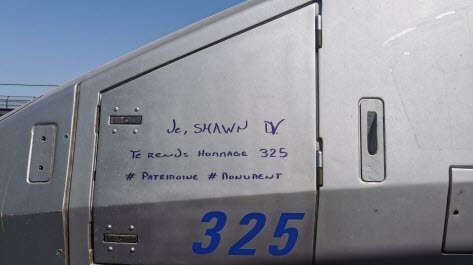 Je, SHAWN DV.
TE RENDS HOMMAGE 325
# PATRIMOINE # MONUMENT
325